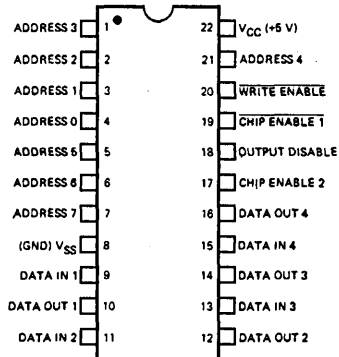 ADDRESS 3 1 22 VCC (+5 V)
ADDRESS 2 2 21 ADDRESS 4
ADDRESS 1 3 20 WRITE ENABLE
ADDRESS 0 4 19 CHIP ENABLE 1
ADDRESS 5 5 18 OUTPUT DISABLE
ADDRESS 6 6 17 CHIP ENABLE 2
ADDRESS 7 7 16 DATA OUT 4
(GND) VSS 8 15 DATA IN 4
DATA IN 1 9 14 DATA OUT 3
DATA OUT 1 10 13 DATA IN 3
DATA IN 2 11 12 DATA OUT 2